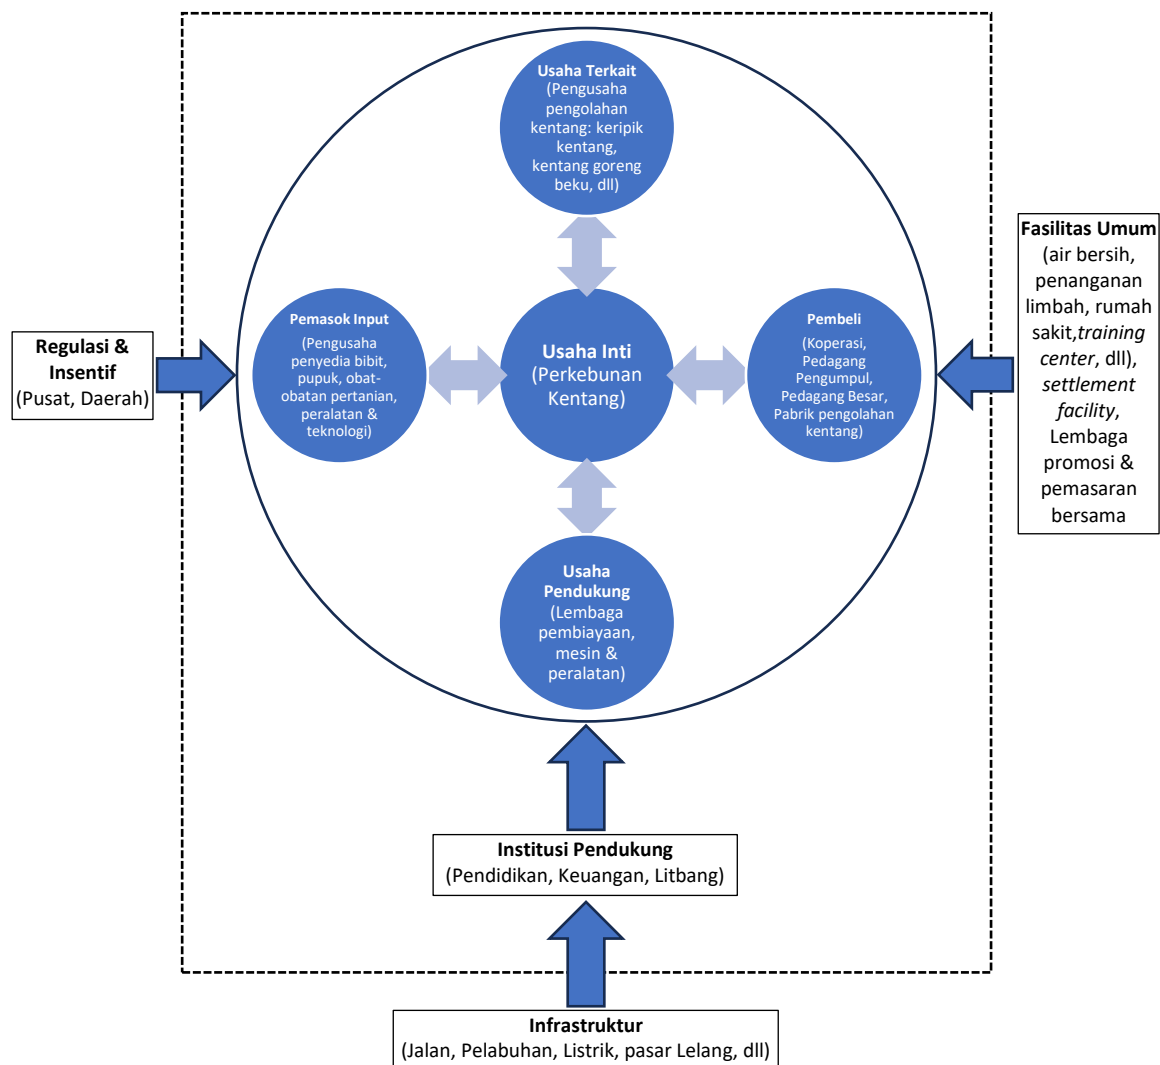 Usaha Terkait
(Pengusaha
pengolahan
kentang: keripik
kentang,
kentang goreng
beku, dll)
Regulasi &
Insentif
(Pusat, Daerah)
Pemasok Input
(Pengusaha
penyedia bibit,
pupuk, obat-
obatan pertanian,
peralatan &
teknologi)
Usaha Inti
(Perkebunan
Kentang)
Pembeli
(Koperasi,
Pedagang
Pengumpul,
Pedagang Besar,
Pabrik pengolahan
kentang)
Fasilitas Umum
(air bersih,
penanganan
limbah, rumah
sakit,training
center, dll),
settlement
facility,
Lembaga
promosi &
pemasaran
bersama
Usaha
Pendukung
(Lembaga
pembiayaan,
mesin &
peralatan)
Institusi Pendukung
(Pendidikan, Keuangan, Litbang)
Infrastruktur
(Jalan, Pelabuhan, Listrik, pasar Lelang, dll)